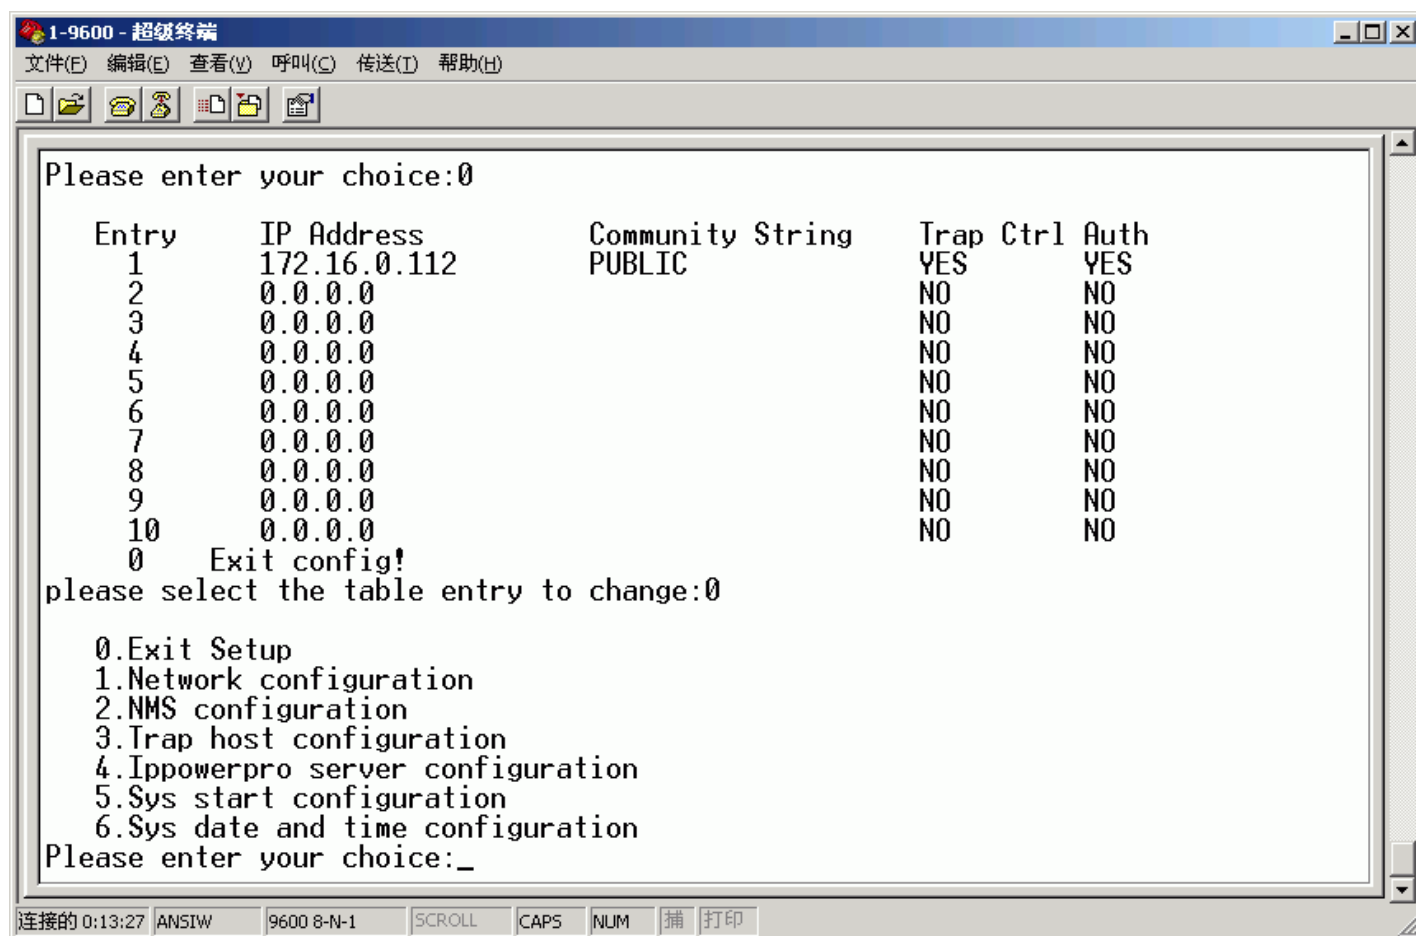 1-9600 - 超级终端
文件(F) 编辑(E) 查看(V) 呼叫(C) 传送(T) 帮助(H)
Please enter your choice:0
Entry IP Address Community String Trap Ctrl Auth
1 172.16.0.112 PUBLIC YES YES
2 0.0.0.0 NO NO
3 0.0.0.0 NO NO
4 0.0.0.0 NO NO
5 0.0.0.0 NO NO
6 0.0.0.0 NO NO
7 0.0.0.0 NO NO
8 0.0.0.0 NO NO
9 0.0.0.0 NO NO
10 0.0.0.0 NO NO
0 Exit config!
please select the table entry to change:0
0.Exit Setup
1.Network configuration
2.NMS configuration
3.Trap host configuration
4.Ippowerpro server configuration
5.Sys start configuration
6.Sys date and time configuration
Please enter your choice:_
连接的 0:13:27 ANSIW 9600 8-N-1 SCROLL CAPS NUM 捕 打印